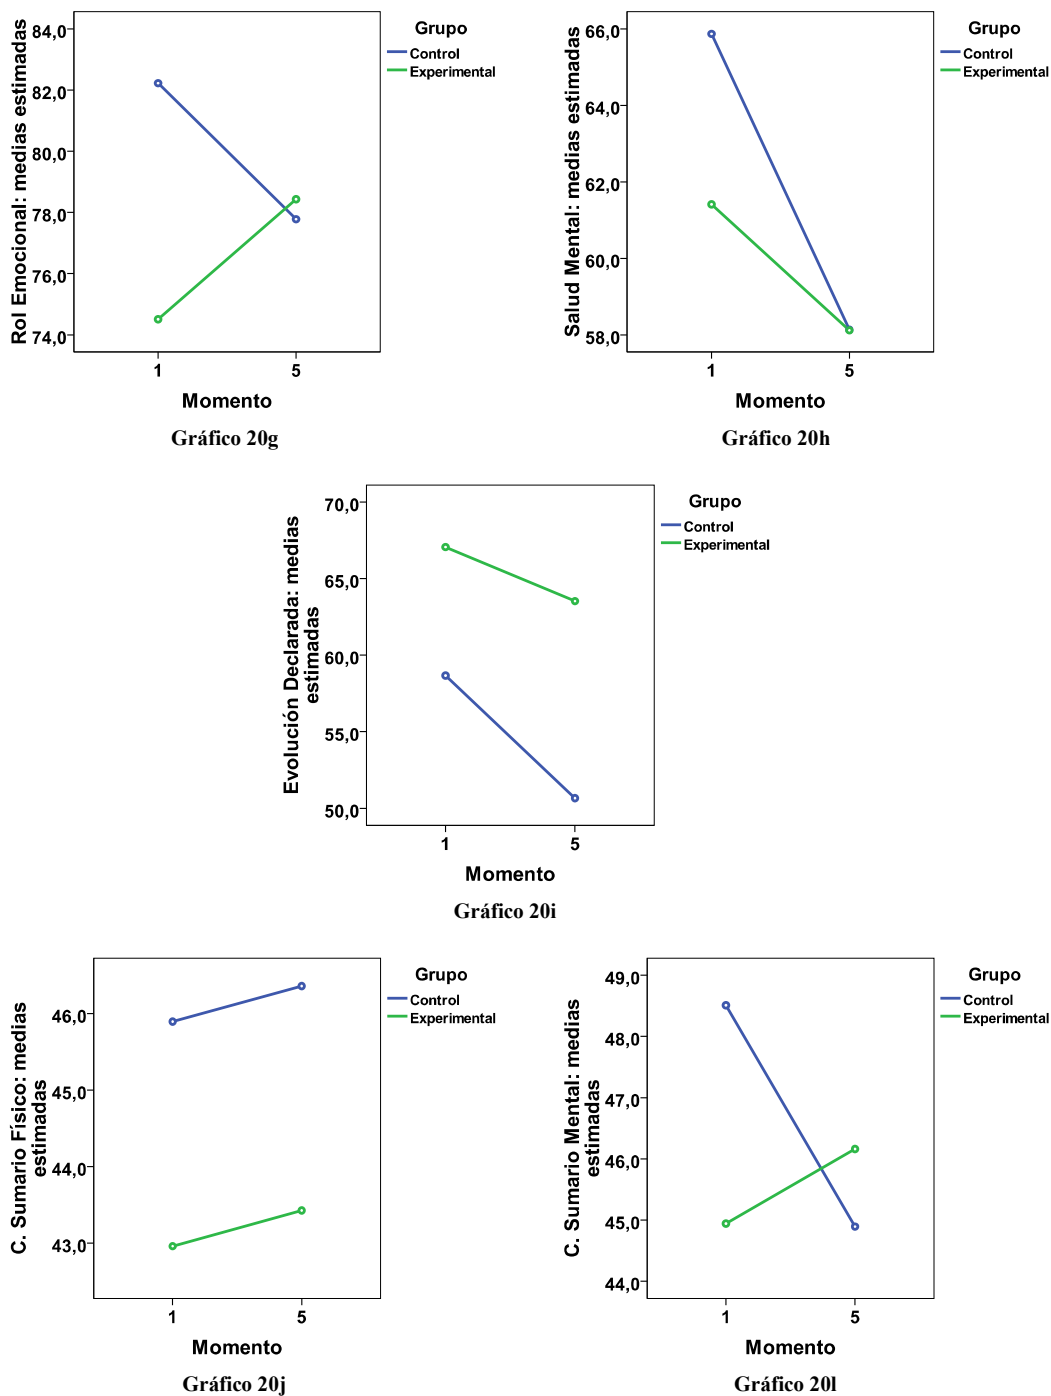 Rol Emocional: medias estimadas
84,0
82,0
80,0
78,0
76,0
74,0
1
5
Momento
Grupo
Control
Experimental
Gráfico 20g
Salud Mental: medias estimadas
66,0
64,0
62,0
60,0
58,0
1
5
Momento
Grupo
Control
Experimental
Gráfico 20h
Evolución Declarada: medias
estimadas
70,0
65,0
60,0
55,0
50,0
1
5
Momento
Grupo
Control
Experimental
Gráfico 20i
C. Sumario Físico: medias
estimadas
46,0
45,0
44,0
43,0
1
5
Momento
Grupo
Control
Experimental
Gráfico 20j
C. Sumario Mental: medias
estimadas
49,0
48,0
47,0
46,0
45,0
44,0
1
5
Momento
Grupo
Control
Experimental
Gráfico 20l